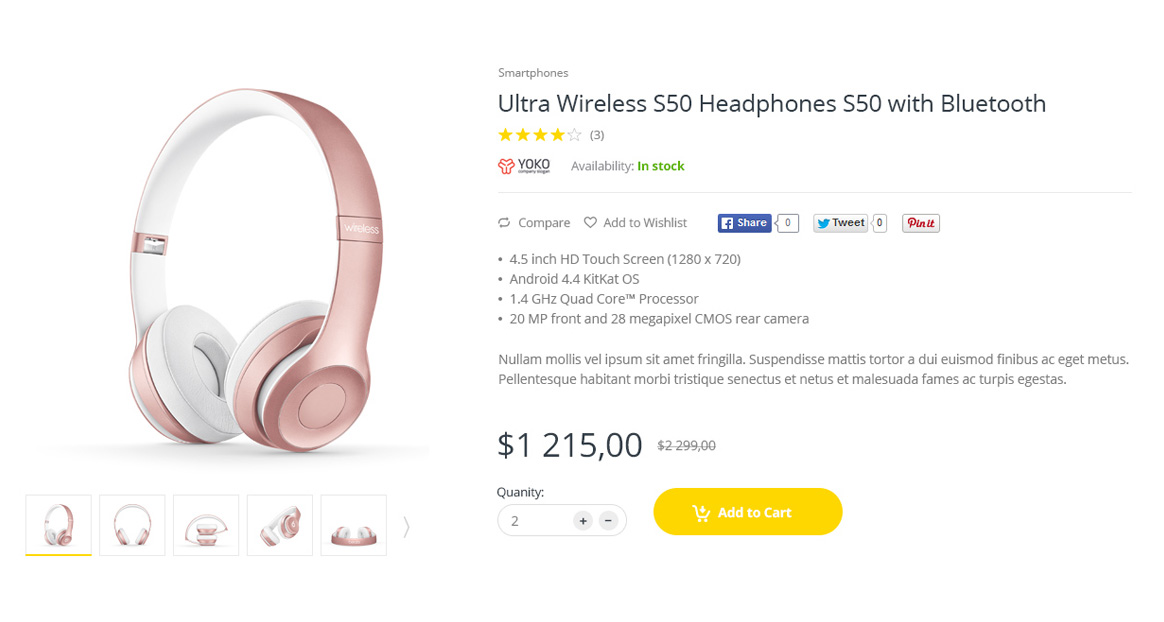 Smartphones
Ultra Wireless S50 Headphones S50 with Bluetooth
(3)
YOKO
company slogan
Availability: In stock
wireless
Compare
Add to Wishlist
Share
0
Tweet
0
Pinit
• 4.5 inch HD Touch Screen (1280 x 720)
• Android 4.4 KitKat OS
• 1.4 GHz Quad Core™ Processor
• 20 MP front and 28 megapixel CMOS rear camera
Nullam mollis vel ipsum sit amet fringilla. Suspendisse mattis tortor a dui euismod finibus ac eget metus.
Pellentesque habitant morbi tristique senectus et netus et malesuada fames ac turpis egestas.
$1 215,00
$2 299,00
Quanity:
2
+
−
Add to Cart